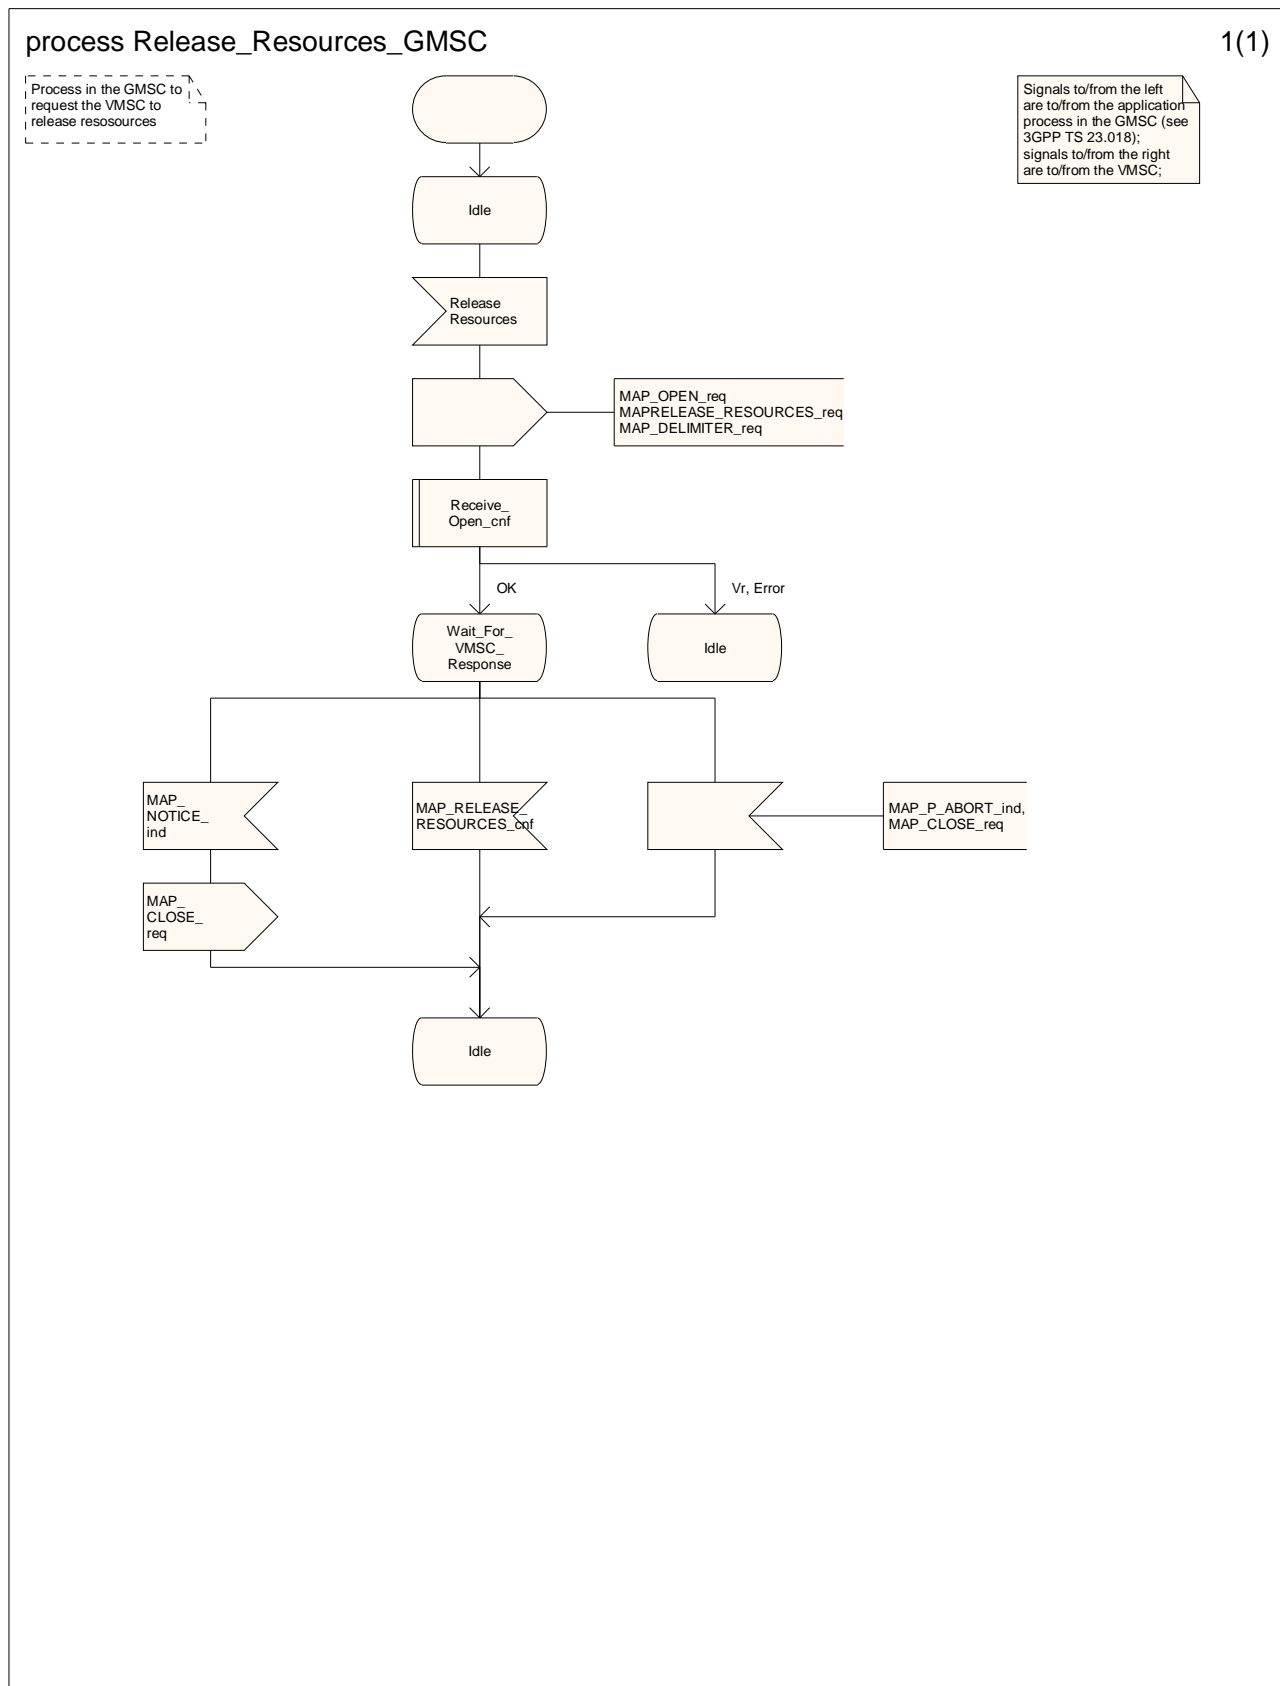 process Release_Resources_GMSC
1(1)
Process in the GMSC to
request the VMSC to
release resosources
Signals to/from the left
are to/from the application
process in the GMSC (see
3GPP TS 23.018);
signals to/from the right
are to/from the VMSC;
Idle
Release
Resources
MAP_OPEN_req
MAPRELEASE_RESOURCES_req
MAP_DELIMITER_req
Receive_
Open_cnf
OK
Vr, Error
Wait_For_
VMSC_
Response
Idle
MAP_
NOTICE_
ind
MAP_RELEASE_
RESOURCES_cnf
MAP_P_ABORT_ind,
MAP_CLOSE_req
MAP_
CLOSE_
req
Idle